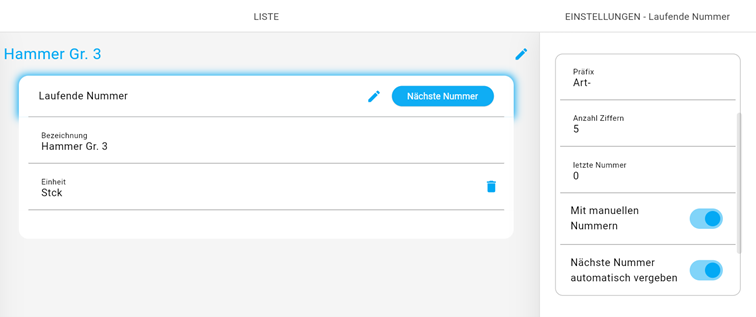 LISTE
EINSTELLUNGEN - Laufende Nummer
Hammer Gr. 3
Laufende Nummer
Nächste Nummer
Bezeichnung
Hammer Gr. 3
Einheit
Stck
Präfix
Art-
Anzahl Ziffern
5
letzte Nummer
0
Mit manuellen
Nummern
Nächste Nummer
automatisch vergeben